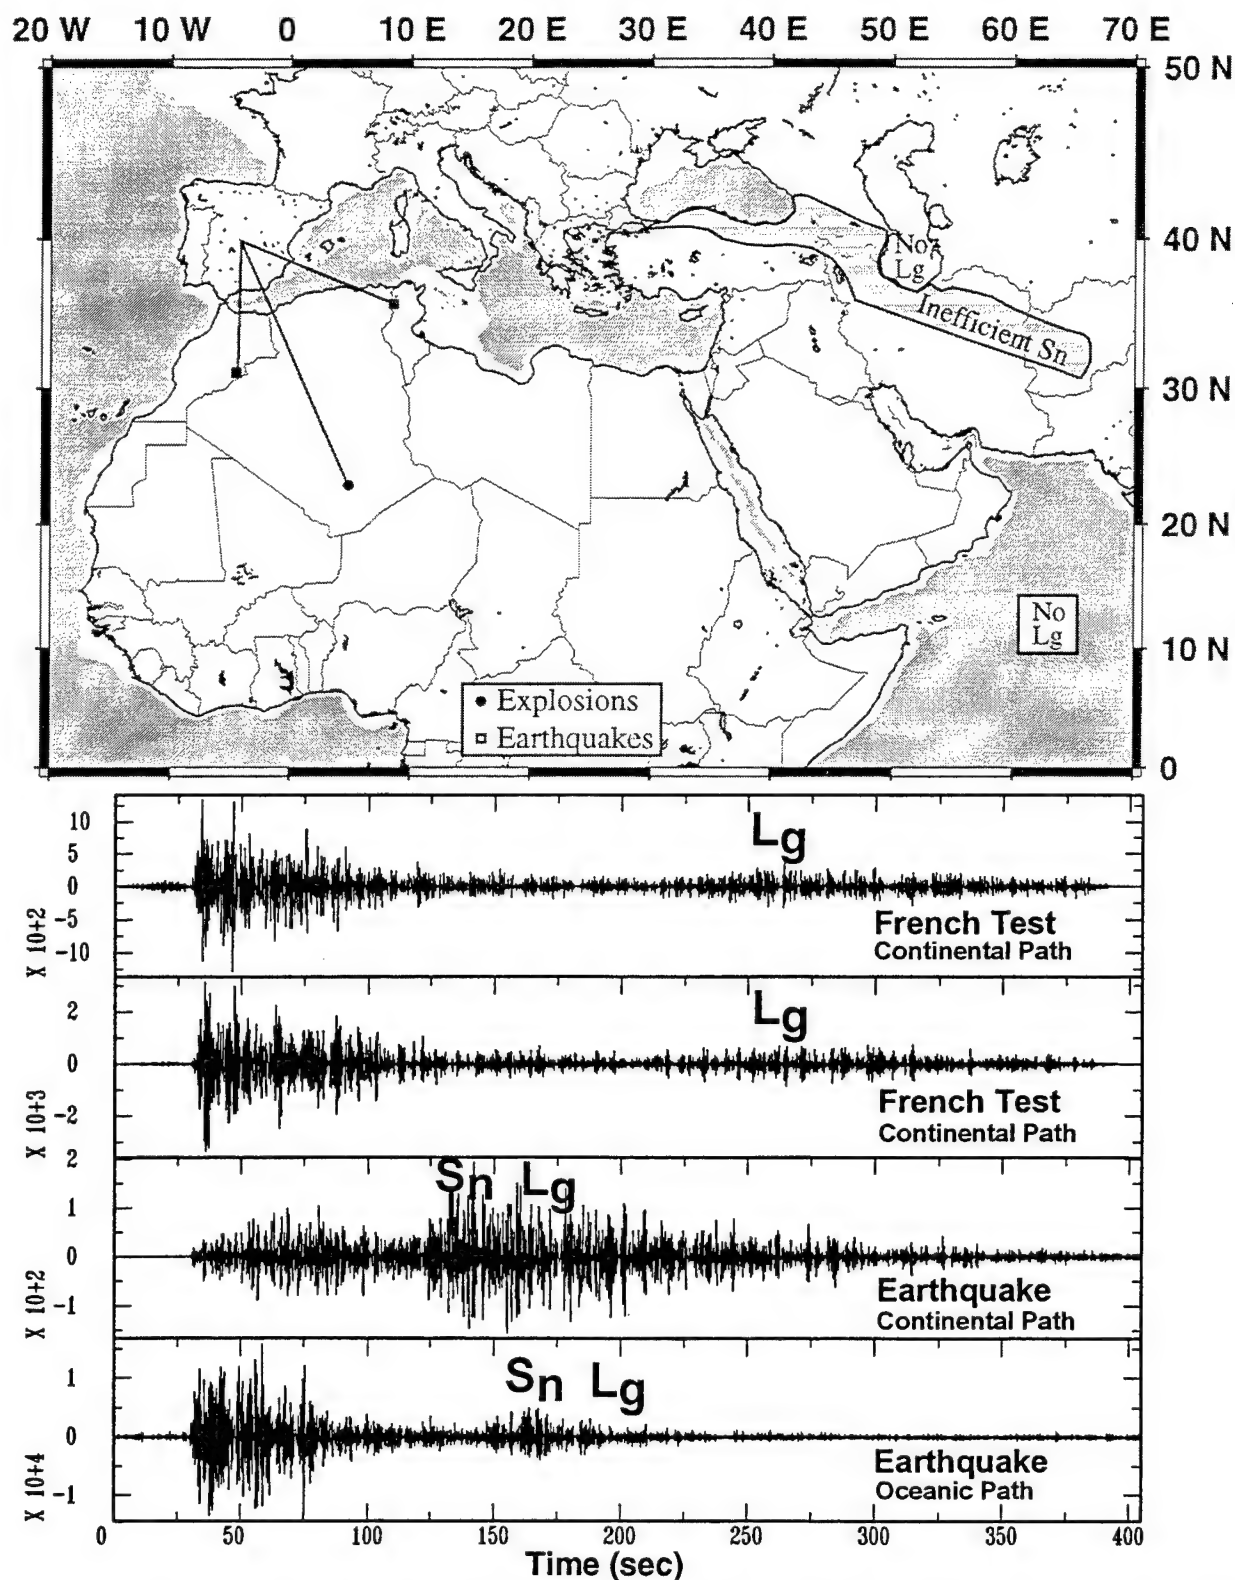 20 W 10 W 0 10 E 20 E 30 E 40 E 50 E 60 E 70 E
50 N
40 N
30 N
20 N
10 N
0
No
Lg
Inefficient Sn
No
Lg
Explosions
Earthquakes
10
5
0
-5
-10
X 10+2
Lg
French Test
Continental Path
2
0
-2
X 10+3
Lg
French Test
Continental Path
2
1
0
-1
X 10+2
Sn Lg
Earthquake
Continental Path
1
0
-1
X 10+4
Sn Lg
Earthquake
Oceanic Path
0 50 100 150 200 250 300 350 400
Time (sec)